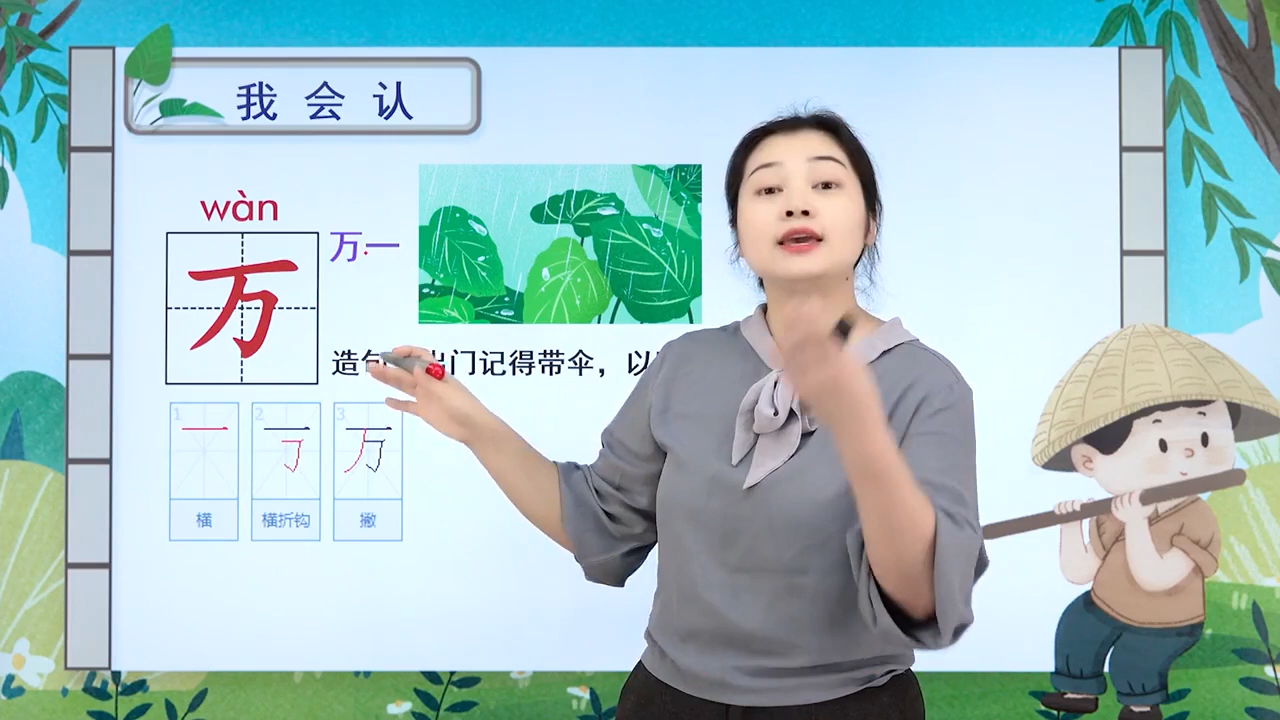 我会认
wàn
万
万一
造句 出门记得带伞，以
1. 2. 3.
横 横折钩 撇